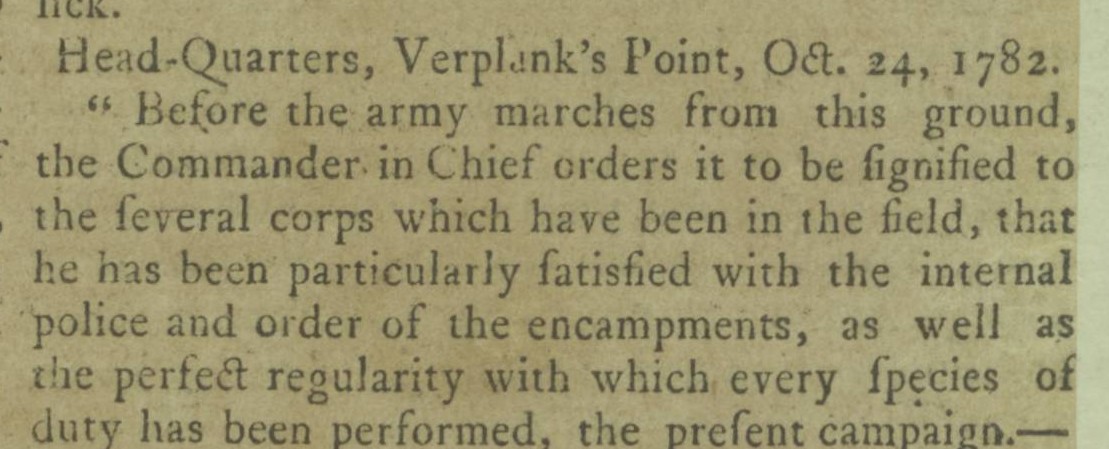 lick.
Head-Quarters, Verplank's Point, Oct. 24, 1782.
“ Before the army marches from this ground,
the Commander in Chief orders it to be ſignified to
the ſeveral corps which have been in the field, that
he has been particularly ſatisfied with the internal
police and order of the encampments, as well as
the perfect regularity with which every ſpecies of
duty has been performed, the preſent campaign.—